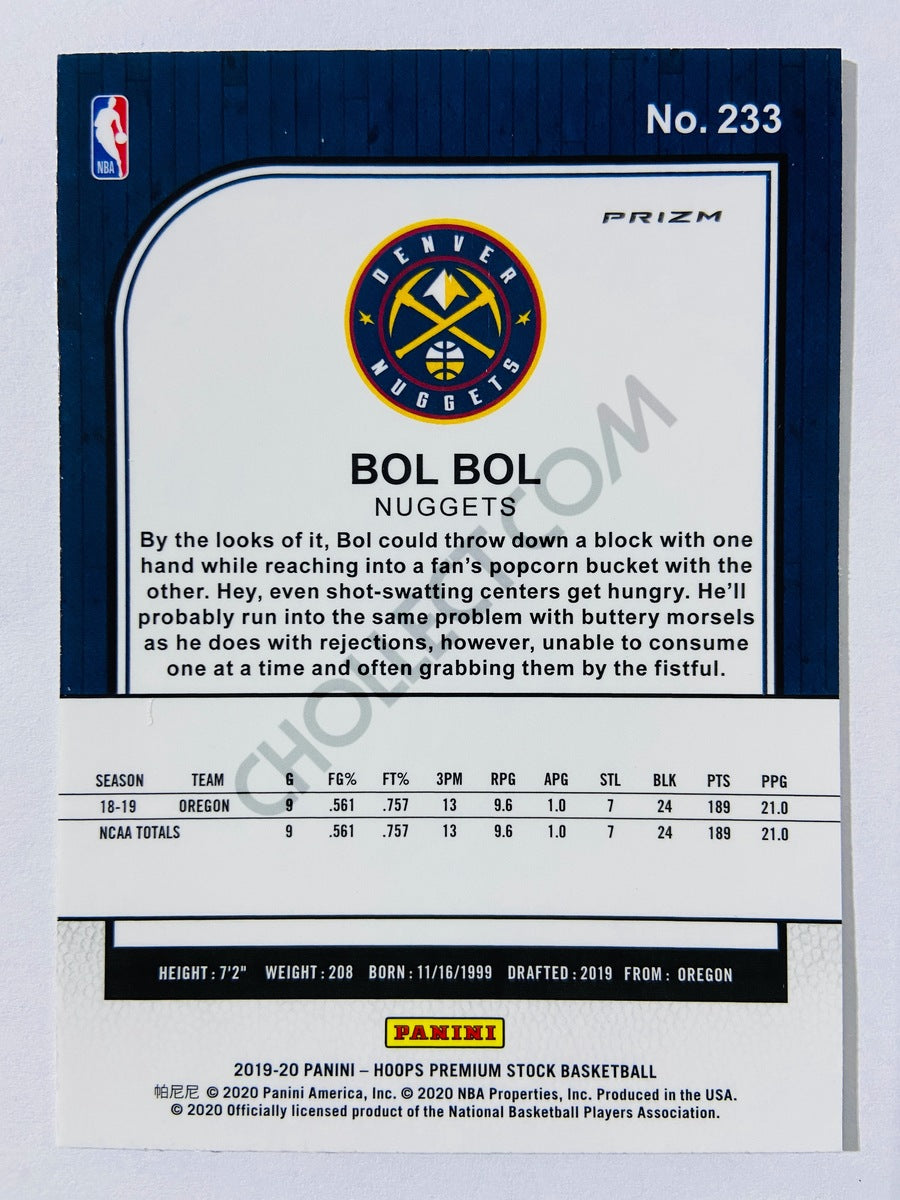 No. 233
NBA
PRIZM
DENVER
NUGGETS
BOL BOL
NUGGETS
By the looks of it, Bol could throw down a block with one
hand while reaching into a fan's popcorn bucket with the
other. Hey, even shot-swatting centers get hungry. He'll
probably run into the same problem with buttery morsels
as he does with rejections, however, unable to consume
one at a time and often grabbing them by the fistful.
CHOLLECT.COM
SEASON TEAM G FG% FT% 3PM RPG APG STL BLK PTS PPG
18-19 OREGON 9 .561 .757 13 9.6 1.0 7 24 189 21.0
NCAA TOTALS 9 .561 .757 13 9.6 1.0 7 24 189 21.0
HEIGHT : 7'2" WEIGHT : 208 BORN : 11/16/1999 DRAFTED : 2019 FROM : OREGON
PANINI
2019-20 PANINI – HOOPS PREMIUM STOCK BASKETBALL
帕尼尼 © 2020 Panini America, Inc. © 2020 NBA Properties, Inc. Produced in the USA.
© 2020 Officially licensed product of the National Basketball Players Association.